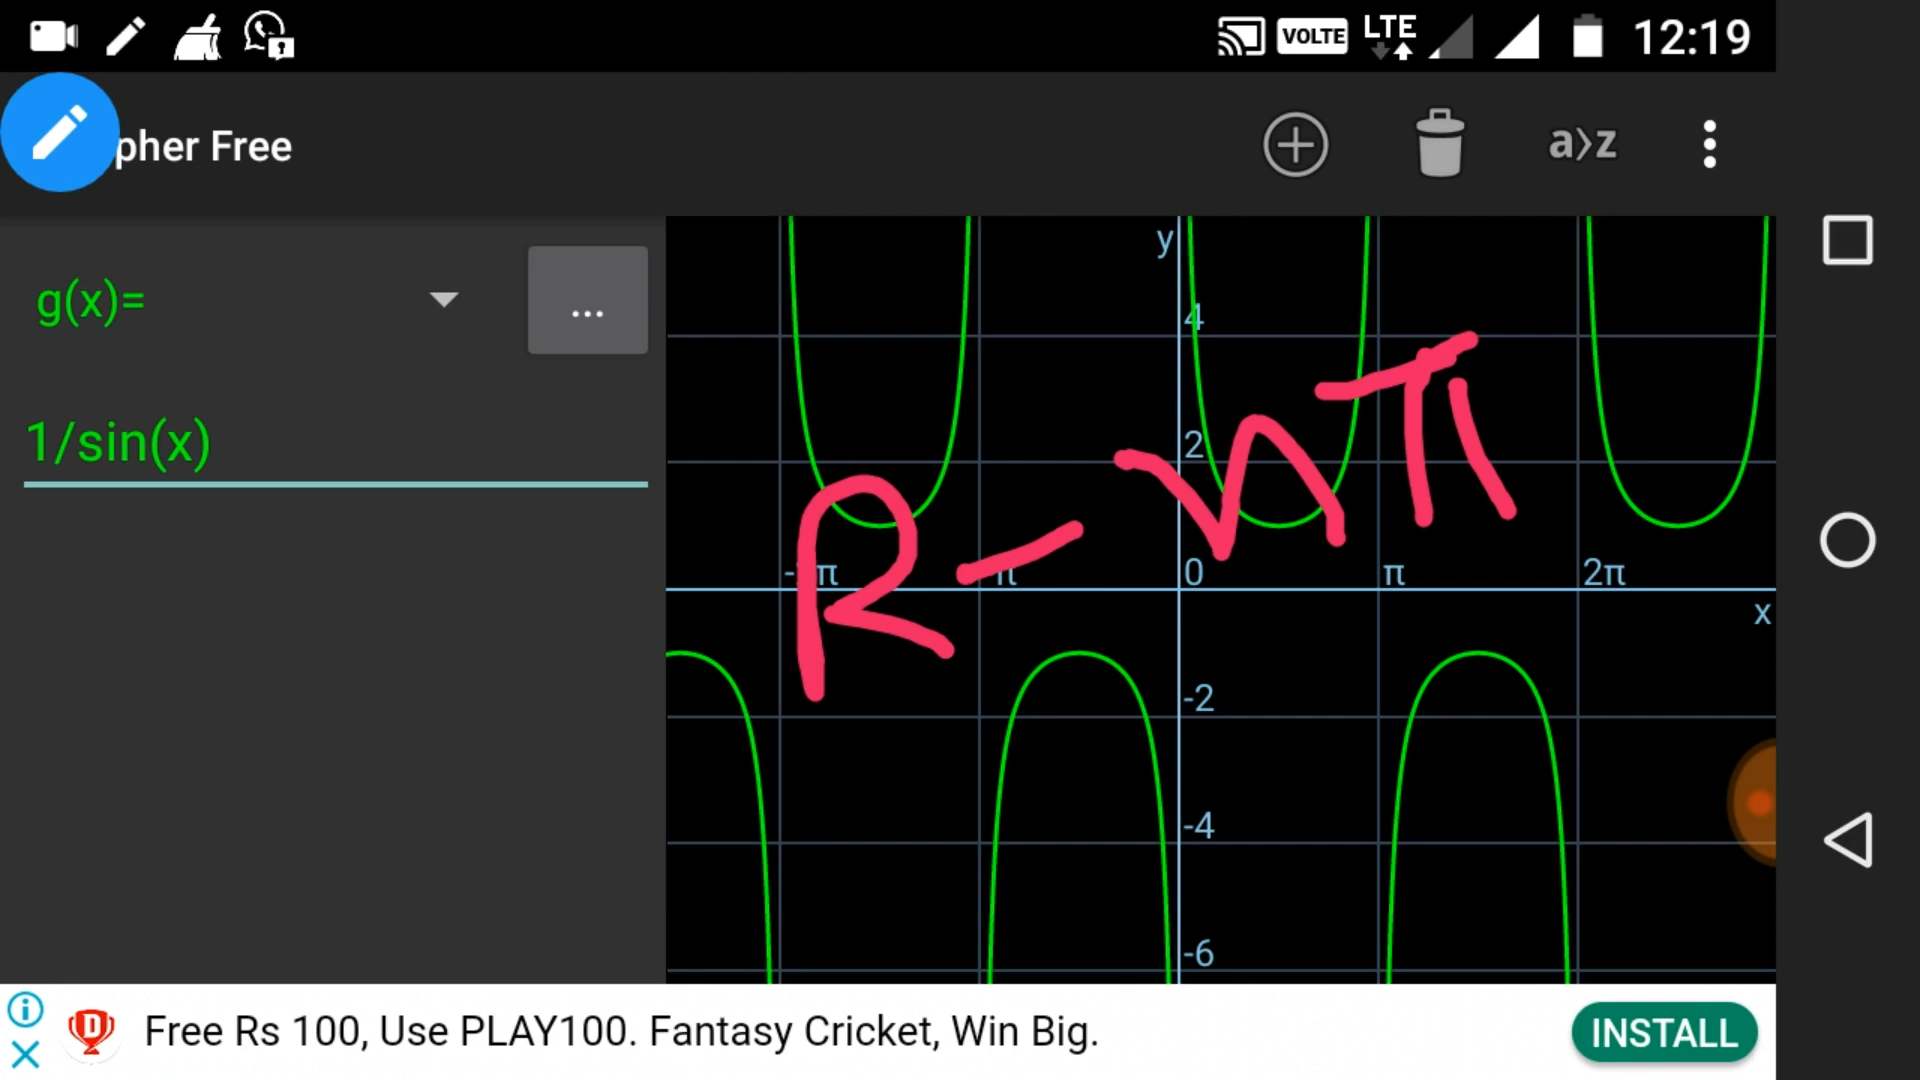 VOLTE LTE 12:19
pher Free
a>z
g(x)=
...
1/sin(x)
y
4
2
R - nπ
-2π -π 0 π 2π
x
-2
-4
-6
D Free Rs 100, Use PLAY100. Fantasy Cricket, Win Big. INSTALL